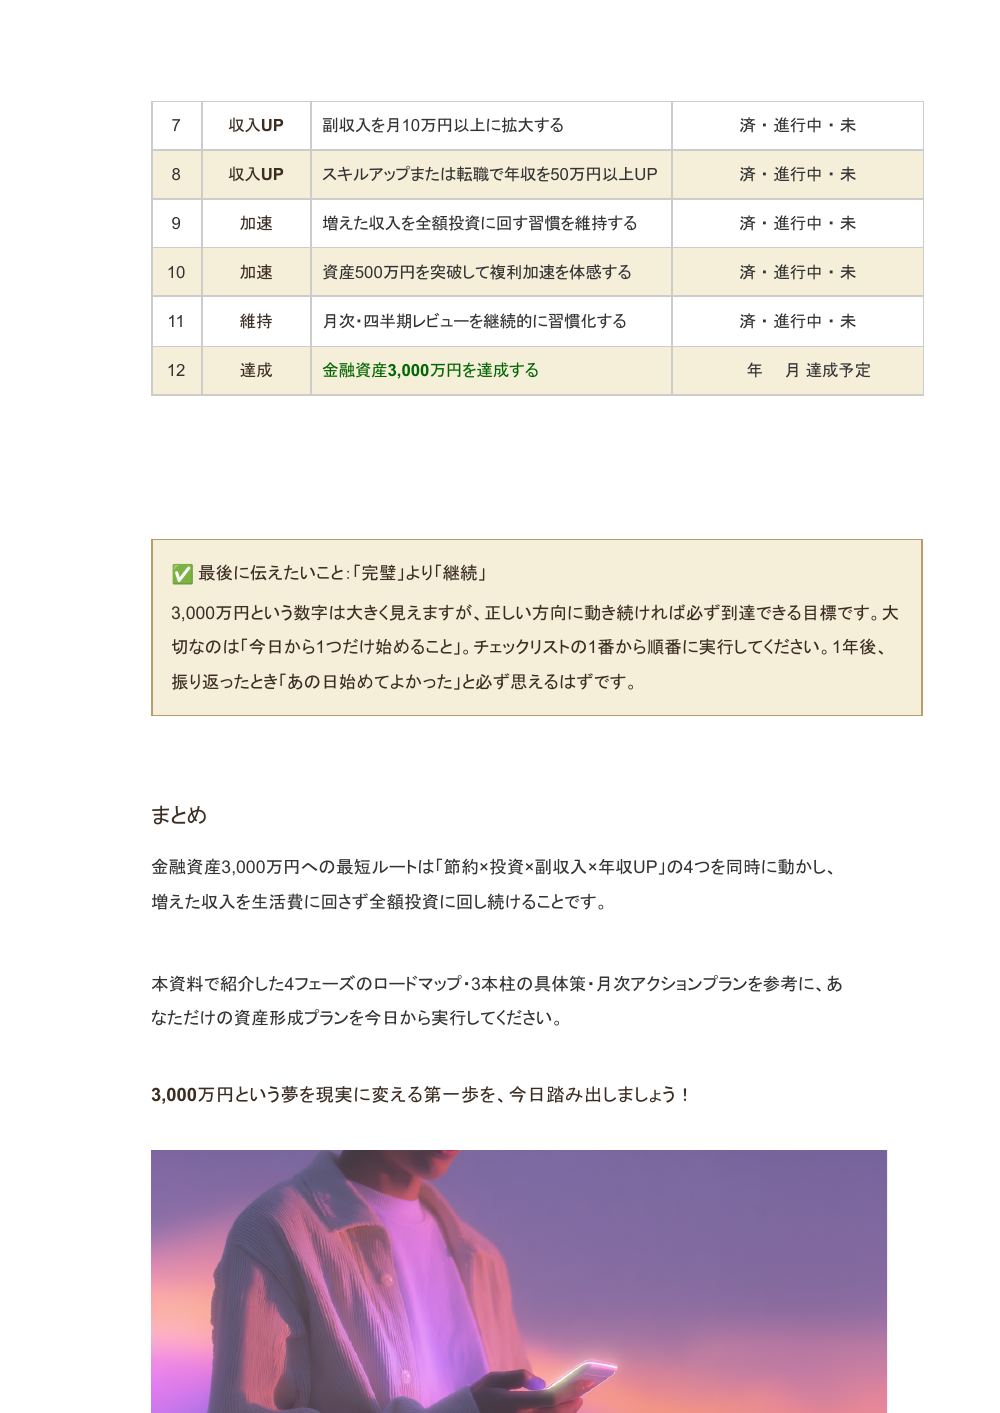 7 収入UP 副収入を月10万円以上に拡大する 済・進行中・未
8 収入UP スキルアップまたは転職で年収を50万円以上UP 済・進行中・未
9 加速 増えた収入を全額投資に回す習慣を維持する 済・進行中・未
10 加速 資産500万円を突破して複利加速を体感する 済・進行中・未
11 維持 月次・四半期レビューを継続的に習慣化する 済・進行中・未
12 達成 金融資産3,000万円を達成する 年 月 達成予定
✅ 最後に伝えたいこと：「完璧」より「継続」
3,000万円という数字は大きく見えますが、正しい方向に動き続ければ必ず到達できる目標です。大
切なのは「今日から1つだけ始めること」。チェックリストの1番から順番に実行してください。1年後、
振り返ったとき「あの日始めてよかった」と必ず思えるはずです。
まとめ
金融資産3,000万円への最短ルートは「節約×投資×副収入×年収UP」の4つを同時に動かし、
増えた収入を生活費に回さず全額投資に回し続けることです。
本資料で紹介した4フェーズのロードマップ・3本柱の具体策・月次アクションプランを参考に、あ
なただけの資産形成プランを今日から実行してください。
3,000万円という夢を現実に変える第一歩を、今日踏み出しましょう！